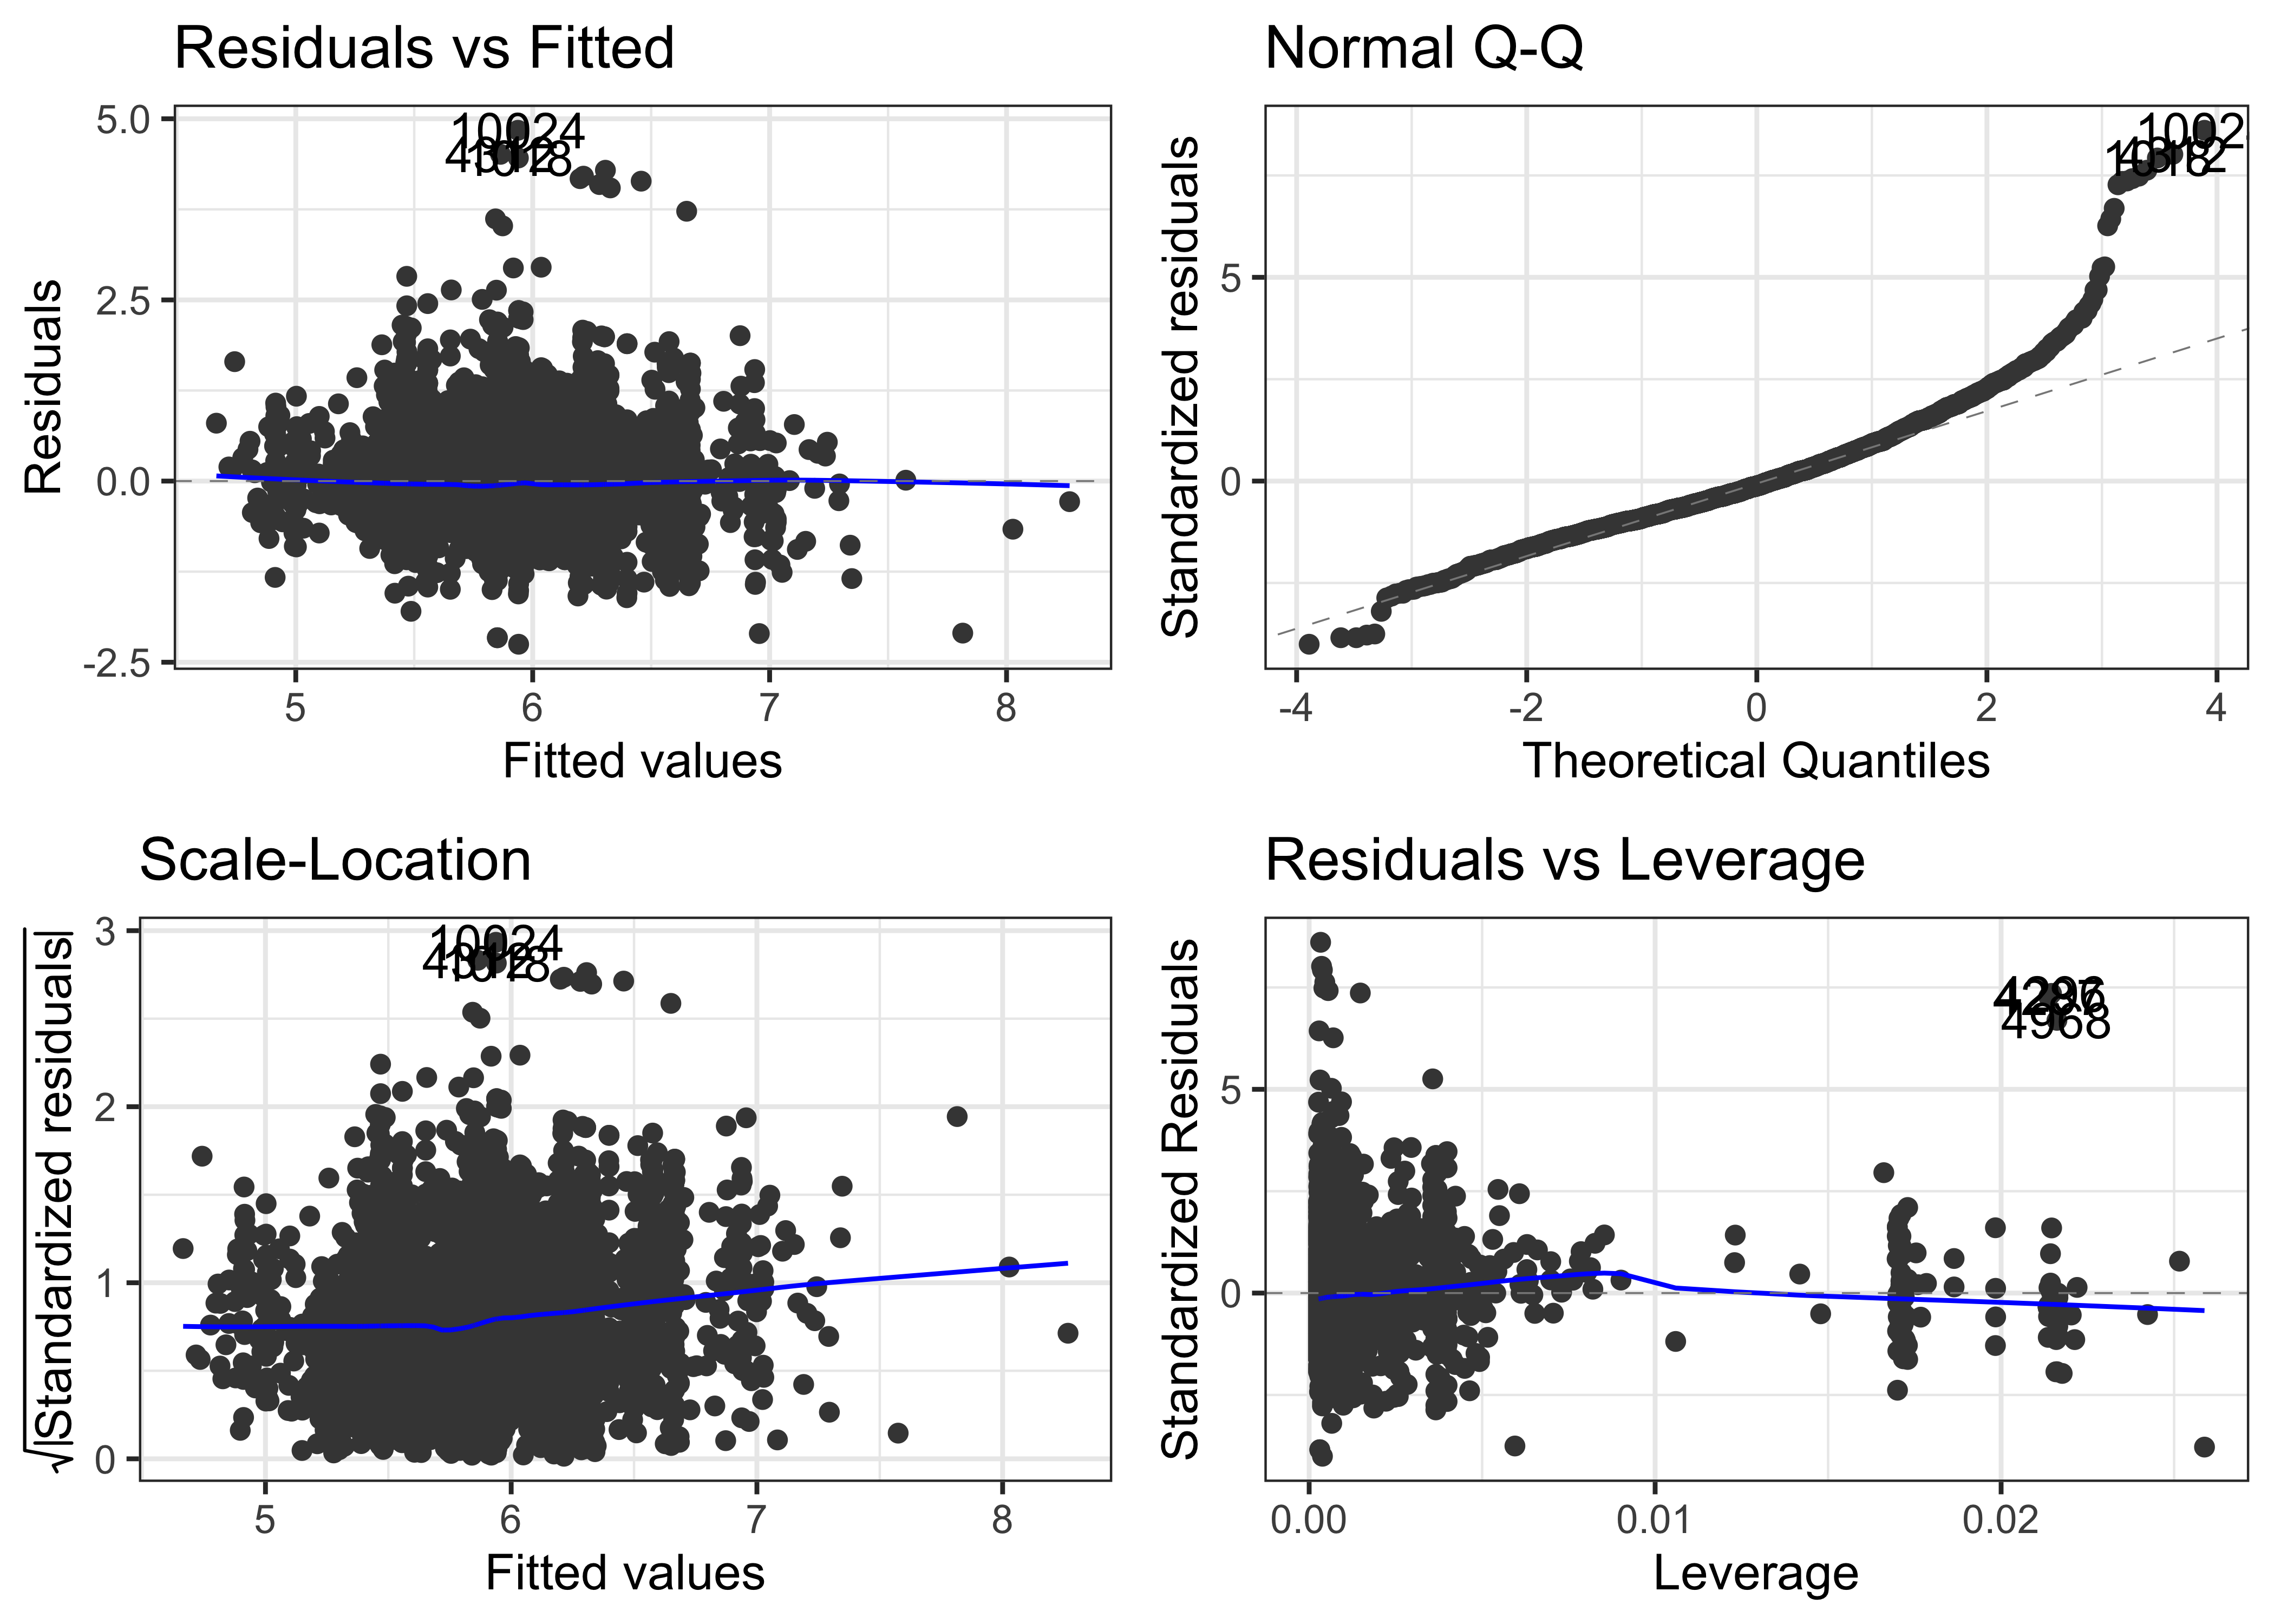 Residuals vs Fitted
Normal Q-Q
5.0
2.5
0.0
-2.5
Residuals
10024
5
6
7
8
Fitted values
5
0
Standardized residuals
-4
-2
0
2
4
Theoretical Quantiles
Scale-Location
Residuals vs Leverage
3
2
1
0
√|Standardized residuals|
10024
5
6
7
8
Fitted values
5
0
Standardized Residuals
4968
0.00
0.01
0.02
Leverage